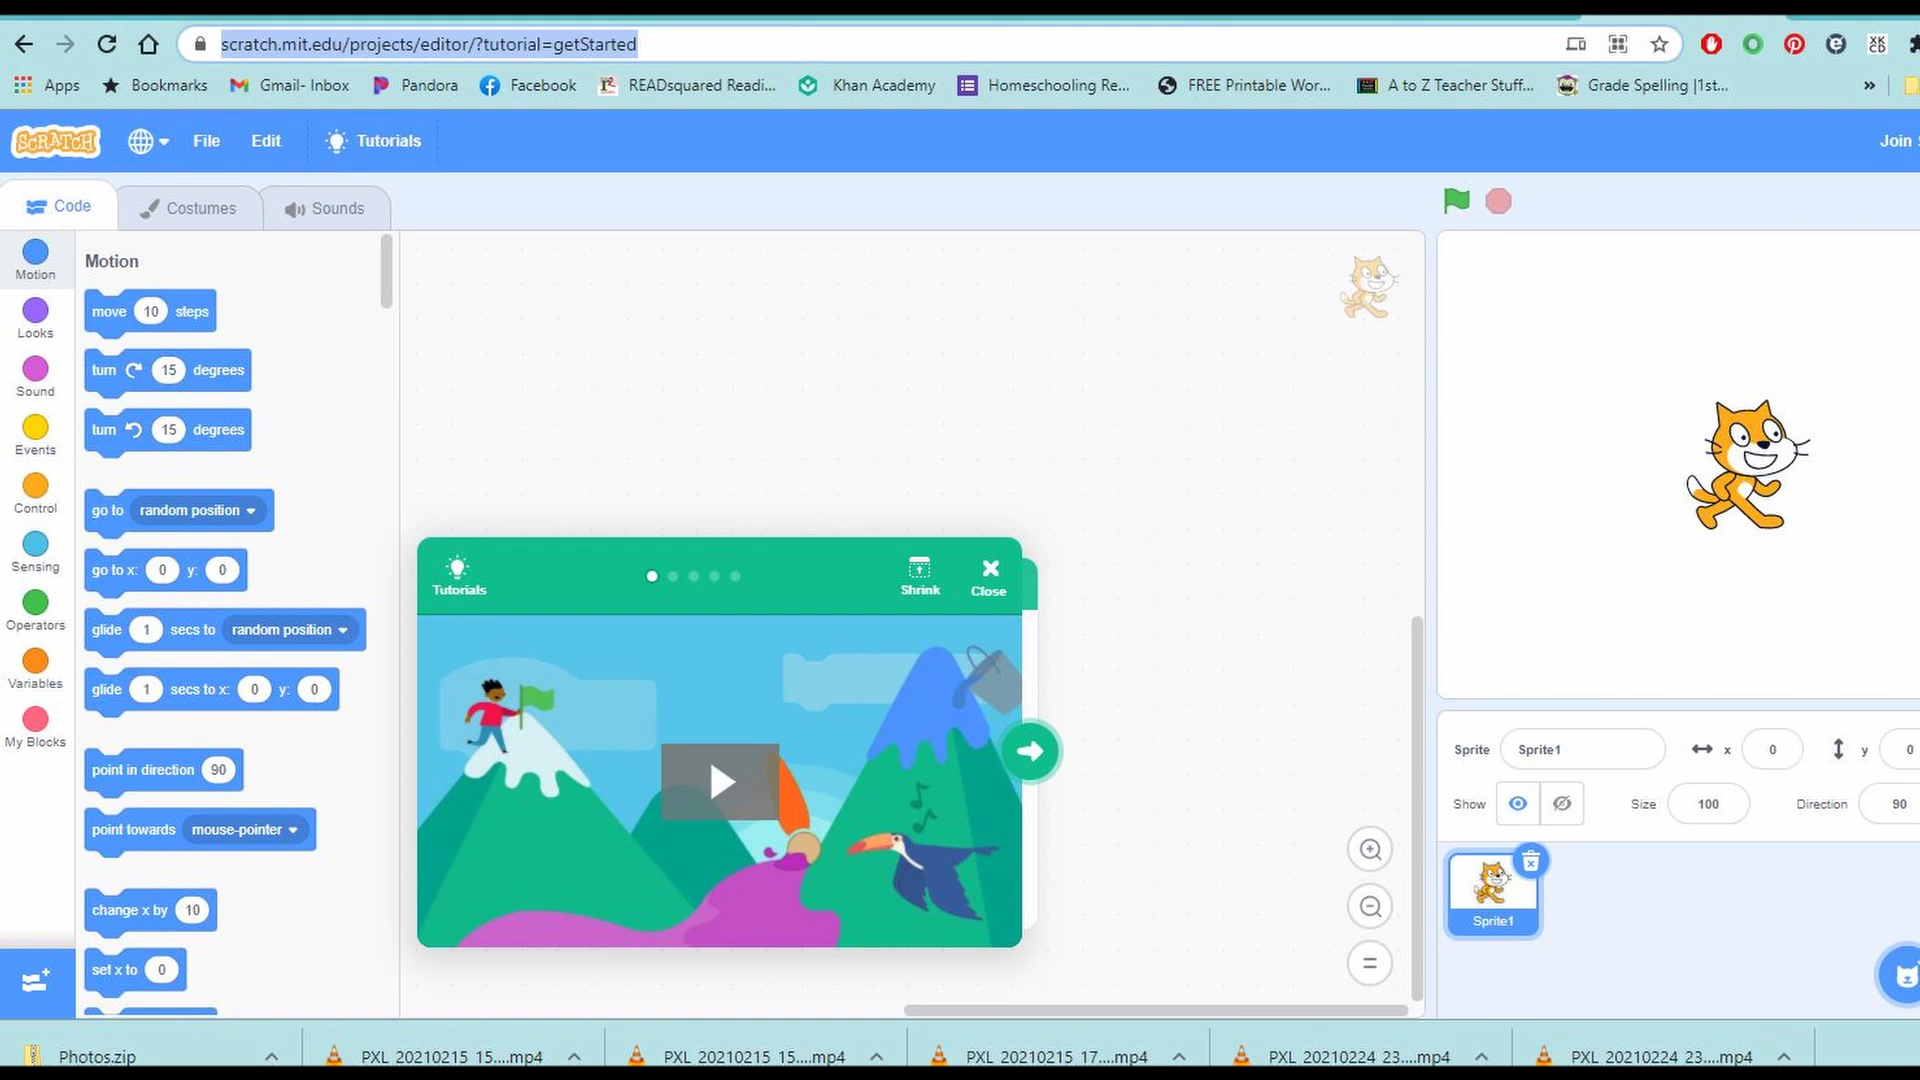 scratch.mit.edu/projects/editor/?tutorial=getStarted
XK
CD
Apps Bookmarks Gmail- Inbox Pandora Facebook READsquared Readi... Khan Academy Homeschooling Re... FREE Printable Wor... A to Z Teacher Stuff... Grade Spelling |1st... »
SCRATCH File Edit Tutorials Join
Code Costumes Sounds
Motion
Looks
Sound
Events
Control
Sensing
Operators
Variables
My Blocks
Motion
move 10 steps
turn 15 degrees
turn 15 degrees
go to random position
go to x: 0 y: 0
glide 1 secs to random position
glide 1 secs to x: 0 y: 0
point in direction 90
point towards mouse-pointer
change x by 10
set x to 0
Tutorials Shrink Close
Sprite Sprite1 x 0 y 0
Show Size 100 Direction 90
Sprite1
Photos.zip PXL_20210215_15....mp4 PXL_20210215_15....mp4 PXL_20210215_17....mp4 PXL_20210224_23....mp4 PXL_20210224_23....mp4